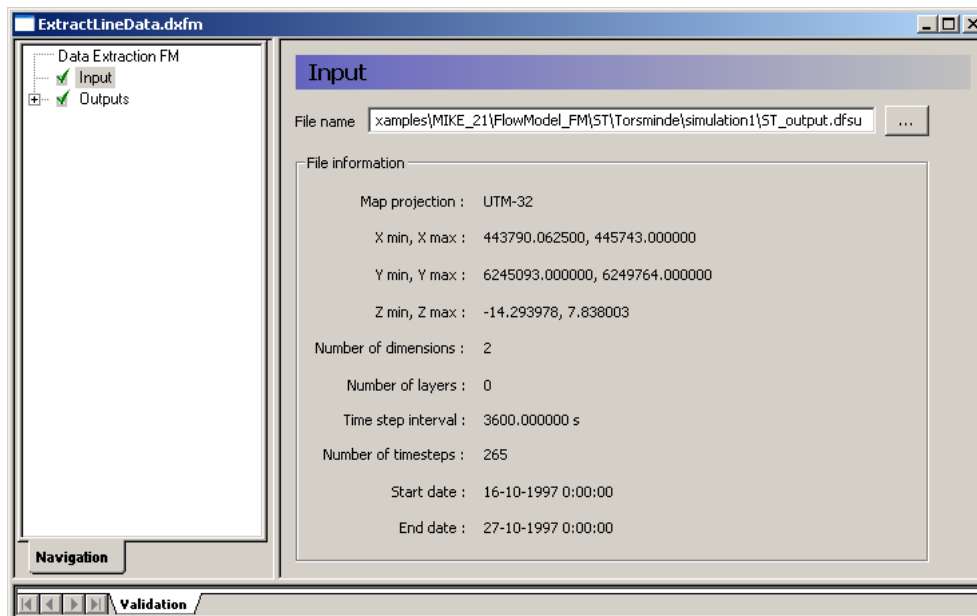 ExtractLineData.dxfm
Data Extraction FM
Input
Outputs
Navigation
Input
File name xamples\MIKE_21\FlowModel_FM\ST\Torsminde\simulation1\ST_output.dfsu ...
File information
Map projection : UTM-32
X min, X max : 443790.062500, 445743.000000
Y min, Y max : 6245093.000000, 6249764.000000
Z min, Z max : -14.293978, 7.838003
Number of dimensions : 2
Number of layers : 0
Time step interval : 3600.000000 s
Number of timesteps : 265
Start date : 16-10-1997 0:00:00
End date : 27-10-1997 0:00:00
Validation